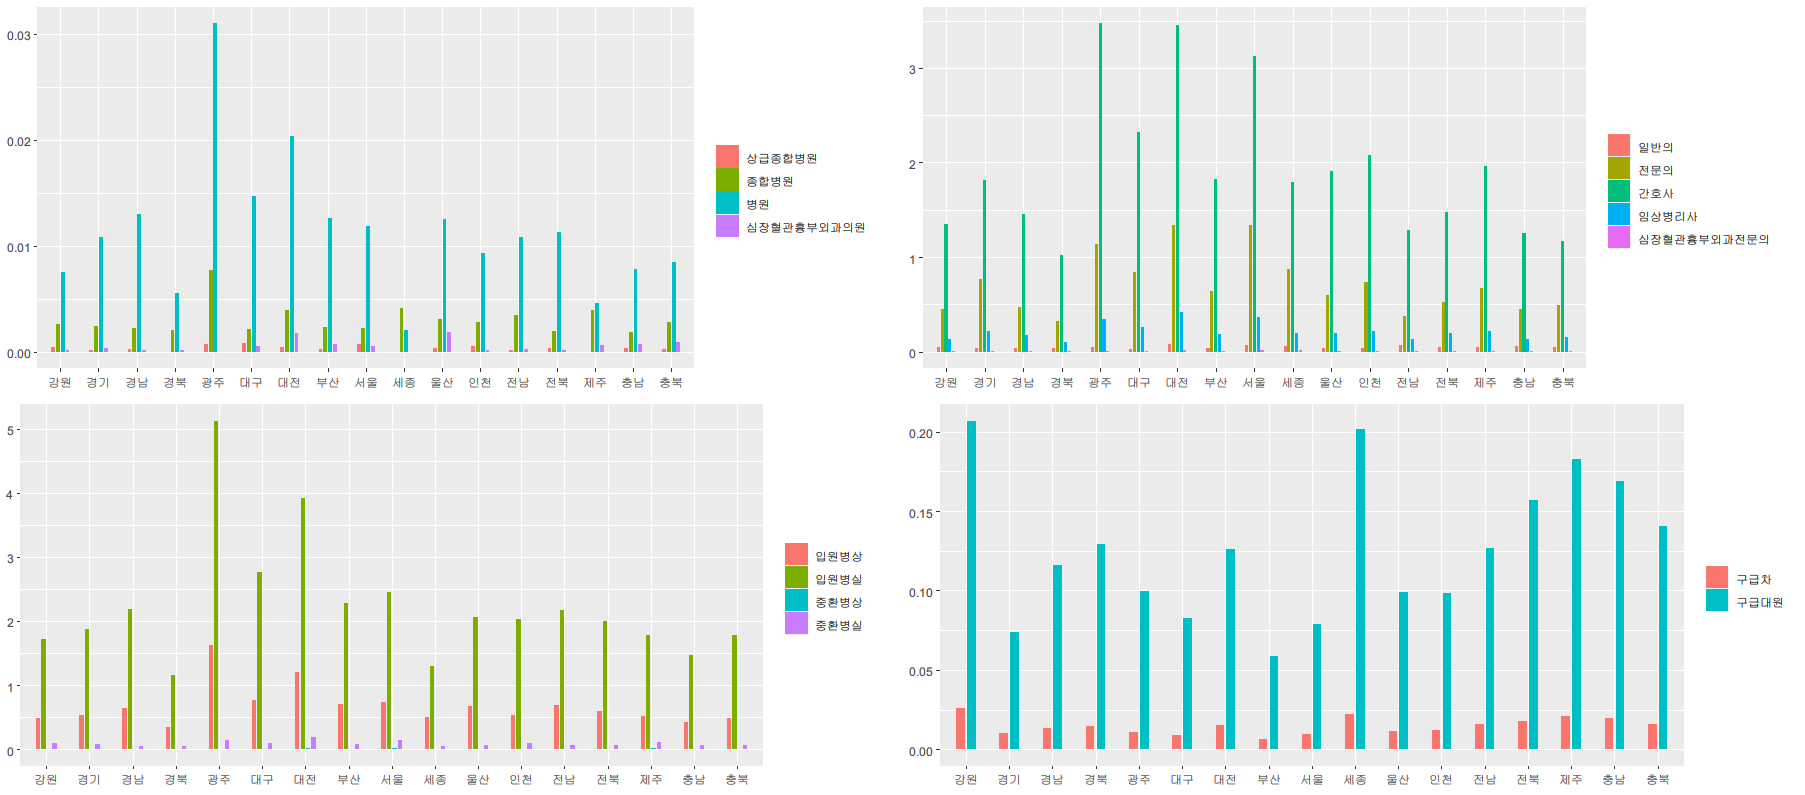 0.03
0.02
0.01
0.00
강원 경기 경남 경북 광주 대구 대전 부산 서울 세종 울산 인천 전남 전북 제주 충남 충북
상급종합병원
종합병원
병원
심장혈관흉부외과의원
3
2
1
0
강원 경기 경남 경북 광주 대구 대전 부산 서울 세종 울산 인천 전남 전북 제주 충남 충북
일반의
전문의
간호사
임상병리사
심장혈관흉부외과전문의
5
4
3
2
1
0
강원 경기 경남 경북 광주 대구 대전 부산 서울 세종 울산 인천 전남 전북 제주 충남 충북
입원병상
입원병실
중환병상
중환병실
0.20
0.15
0.10
0.05
0.00
강원 경기 경남 경북 광주 대구 대전 부산 서울 세종 울산 인천 전남 전북 제주 충남 충북
구급차
구급대원